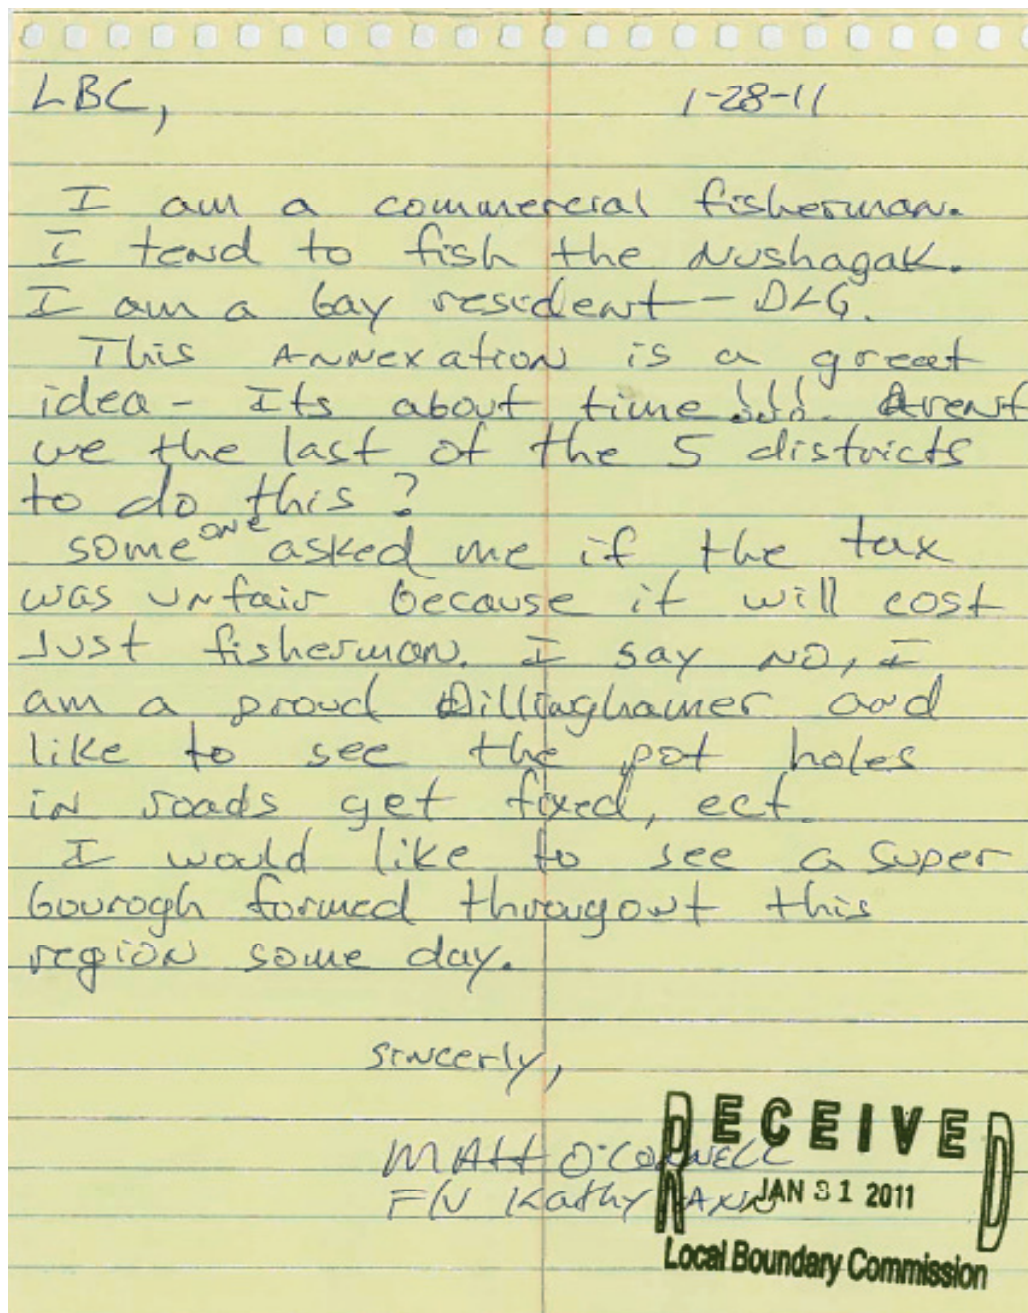 LBC, 1-28-11
I am a commercial fisherman.
I tend to fish the Nushagak.
I am a bay resident - DLG.
This Annexation is a great
idea - Its about time!!! Arent
we the last of the 5 districts
to do this?
someone asked me if the tax
was unfair because it will cost
Just fisherman. I say NO, I
am a proud Dillinghamer and
like to see the pot holes
in roads get fixed, ect.
I would like to see a super
bourogh formed througout this
region some day.
sincerly,
MAtt O'CONNELL
F/V Kathy
RECEIVED
JAN 31 2011
Local Boundary Commission